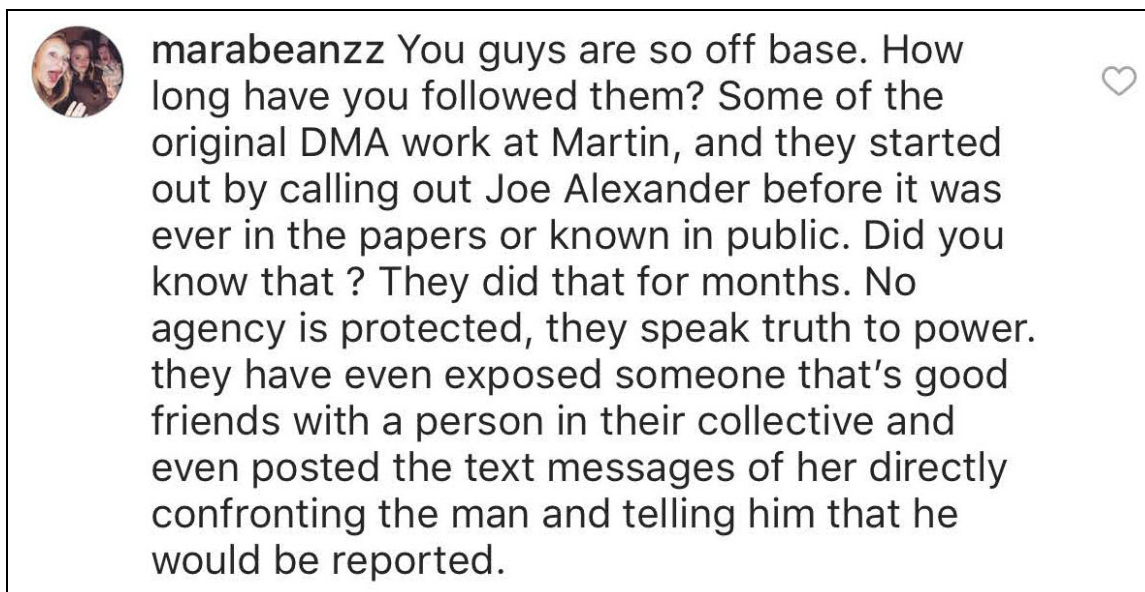 marabeanzz You guys are so off base. How
long have you followed them? Some of the
original DMA work at Martin, and they started
out by calling out Joe Alexander before it was
ever in the papers or known in public. Did you
know that ? They did that for months. No
agency is protected, they speak truth to power.
they have even exposed someone that’s good
friends with a person in their collective and
even posted the text messages of her directly
confronting the man and telling him that he
would be reported.